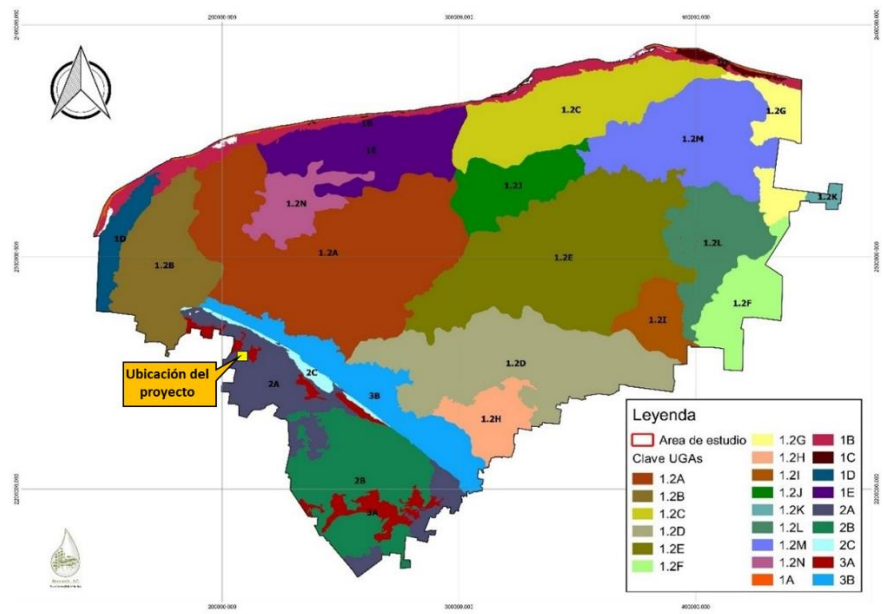 1.2C
1.2G
1.2M
1E
1.2J
1.2N
1.2K
1D
1.2L
1.2A
1.2E
1.2B
1.2F
1.2I
Ubicación del
proyecto
2A
2C
3B
1.2D
1.2H
2B
3A
Leyenda
Area de estudio
Clave UGAs
1.2A
1.2B
1.2C
1.2D
1.2E
1.2F
1.2G
1.2H
1.2I
1.2J
1.2K
1.2L
1.2M
1.2N
1A
1B
1C
1D
1E
2A
2B
2C
3A
3B